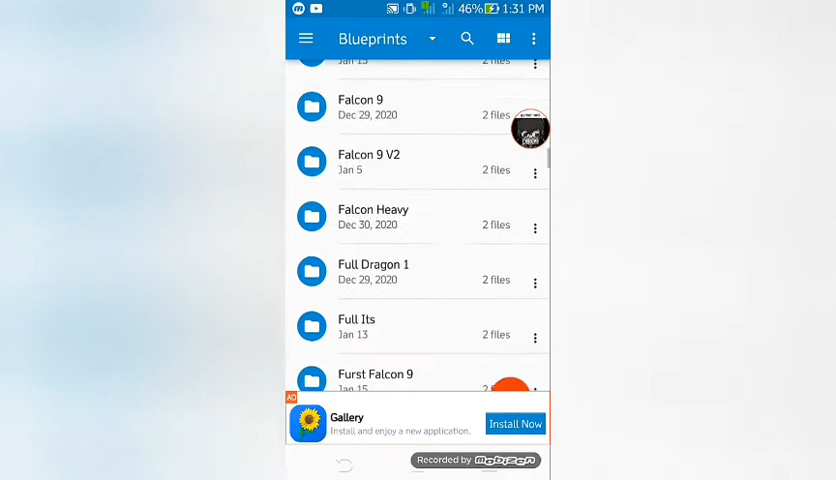 46% 1:31 PM
Blueprints
Jan 15 2 files
Falcon 9
Dec 29, 2020 2 files
Falcon 9 V2
Jan 5 2 files
Falcon Heavy
Dec 30, 2020 2 files
Full Dragon 1
Dec 29, 2020 2 files
Full Its
Jan 13 2 files
Furst Falcon 9
Jan 15 2
AD
Gallery
Install and enjoy a new application.
Install Now
Recorded by mobizen